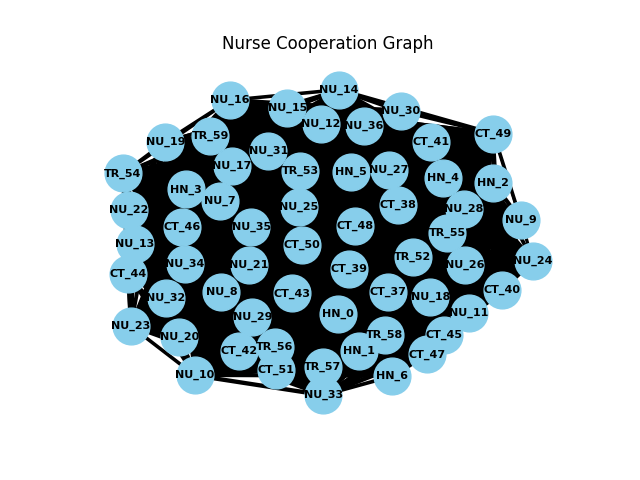 Nurse Cooperation Graph
NU_14
NU_16
NU_15
NU_30
NU_12
NU_36
CT_49
TR_59
NU_19
CT_41
NU_31
NU_17
TR_53
HN_5
NU_27
TR_54
HN_4
HN_2
HN_3
NU_7
NU_22
NU_25
CT_38
NU_28
NU_9
CT_46
NU_35
CT_48
TR_55
NU_13
CT_50
TR_52
NU_24
CT_44
NU_34
NU_21
CT_39
NU_26
NU_32
NU_8
CT_43
CT_37
NU_18
CT_40
NU_29
HN_0
NU_11
NU_23
NU_20
TR_58
CT_45
CT_42
TR_56
HN_1
CT_47
NU_10
CT_51
TR_57
HN_6
NU_33